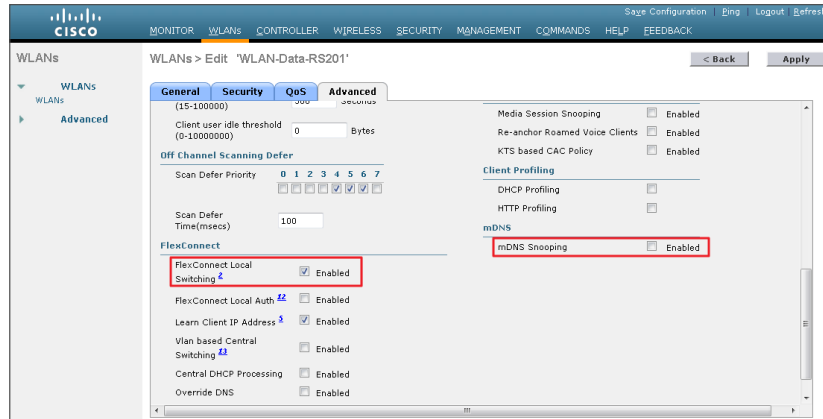 Save Configuration | Ping | Logout | Refresh
CISCO
MONITOR WLANs CONTROLLER WIRELESS SECURITY MANAGEMENT COMMANDS HELP FEEDBACK
WLANs
WLANs > Edit 'WLAN-Data-RS201'
< Back
Apply
WLANs
WLANs
Advanced
General Security QoS Advanced
(15-100000)
300 Seconds
Client user idle threshold
(0-10000000)
0 Bytes
Off Channel Scanning Defer
Scan Defer Priority
0 1 2 3 4 5 6 7
Scan Defer
Time(msecs)
100
FlexConnect
FlexConnect Local
Switching 2
Enabled
FlexConnect Local Auth 12
Enabled
Learn Client IP Address 5
Enabled
Vlan based Central
Switching 13
Enabled
Central DHCP Processing
Enabled
Override DNS
Enabled
Media Session Snooping
Enabled
Re-anchor Roamed Voice Clients
Enabled
KTS based CAC Policy
Enabled
Client Profiling
DHCP Profiling
HTTP Profiling
mDNS
mDNS Snooping
Enabled